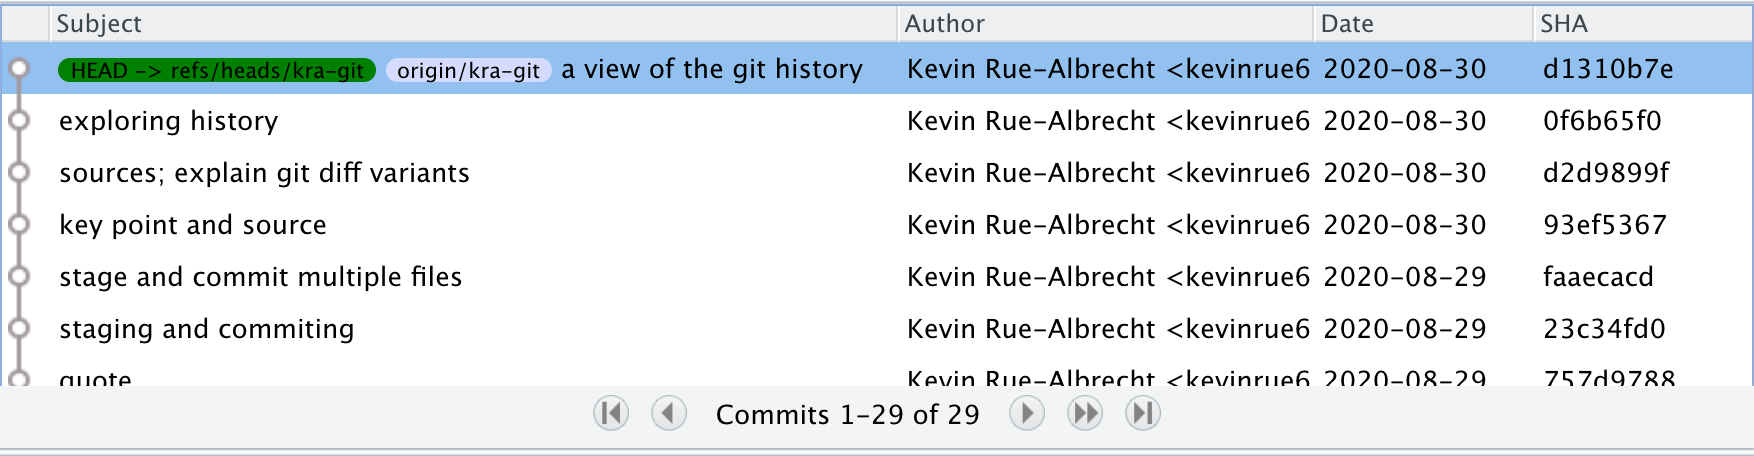 Subject Author Date SHA
HEAD -> refs/heads/kra-git origin/kra-git a view of the git history Kevin Rue-Albrecht <kevinrue6 2020-08-30 d1310b7e
exploring history Kevin Rue-Albrecht <kevinrue6 2020-08-30 0f6b65f0
sources; explain git diff variants Kevin Rue-Albrecht <kevinrue6 2020-08-30 d2d9899f
key point and source Kevin Rue-Albrecht <kevinrue6 2020-08-30 93ef5367
stage and commit multiple files Kevin Rue-Albrecht <kevinrue6 2020-08-29 faaecacd
staging and commiting Kevin Rue-Albrecht <kevinrue6 2020-08-29 23c34fd0
quote Kevin Rue-Albrecht <kevinrue6 2020-08-29 757d9788
Commits 1-29 of 29